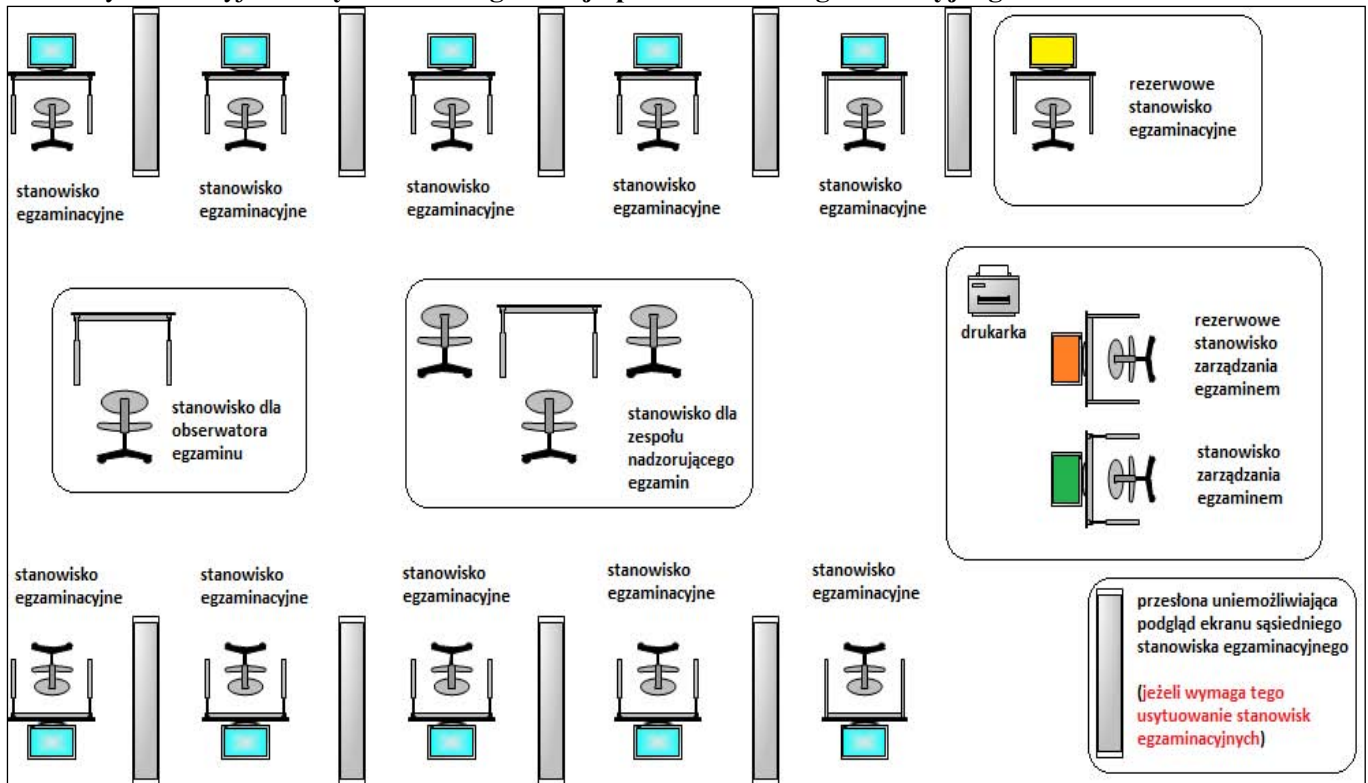 rezerwowe
stanowisko
egzaminacyjne
stanowisko
egzaminacyjne
stanowisko
egzaminacyjne
stanowisko
egzaminacyjne
stanowisko
egzaminacyjne
stanowisko
egzaminacyjne
drukarka
rezerwowe
stanowisko
zarządzania
egzaminem
stanowisko dla
obserwatora
egzaminu
stanowisko dla
zespołu
nadzorującego
egzamin
stanowisko
zarządzania
egzaminem
stanowisko
egzaminacyjne
stanowisko
egzaminacyjne
stanowisko
egzaminacyjne
stanowisko
egzaminacyjne
stanowisko
egzaminacyjne
przesłona uniemożliwiająca
podgląd ekranu sąsiedniego
stanowiska egzaminacyjnego
(jeżeli wymaga tego
usytuowanie stanowisk
egzaminacyjnych)